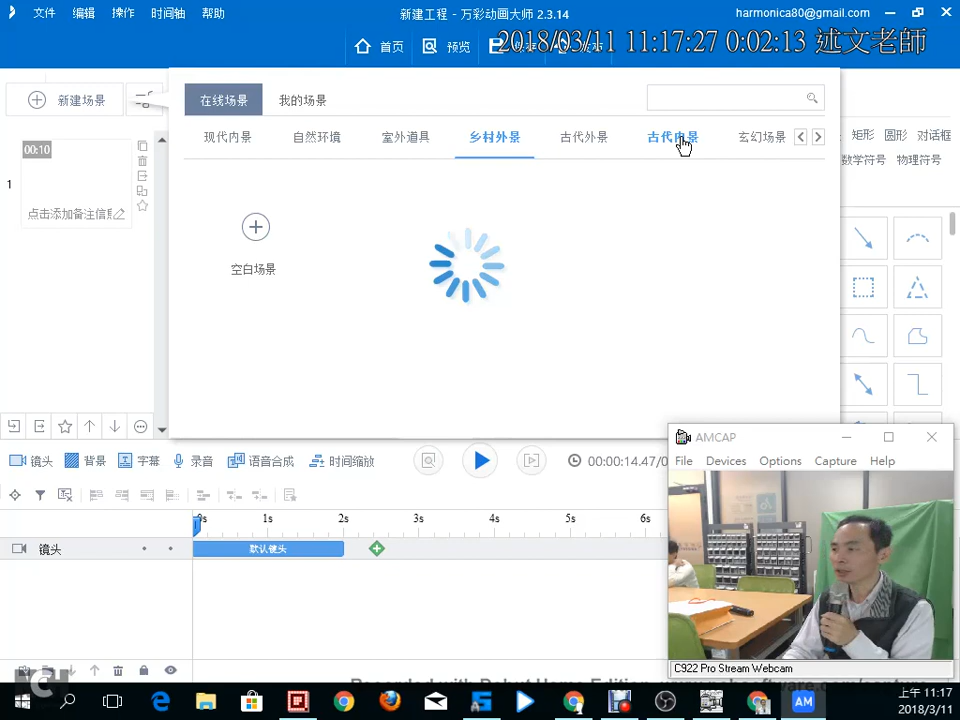 文件 编辑 操作 时间轴 帮助
新建工程 - 万彩动画大师 2.3.14
harmonica80@gmail.com
首页 预览
2018/03/11 11:17:27 0:02:13 述文老師
新建场景
在线场景 我的场景
现代内景 自然环境 室外道具 乡村外景 古代外景 古代内景 玄幻场景
矩形 圆形 对话框
数学符号 物理符号
00:10
1
点击添加备注信息
空白场景
镜头 背景 字幕 录音 语音合成 时间缩放
00:00:14.47/0
0s 1s 2s 3s 4s 5s 6s
镜头
默认镜头
AMCAP
File Devices Options Capture Help
C922 Pro Stream Webcam
AM
上午 11:17
2018/3/11